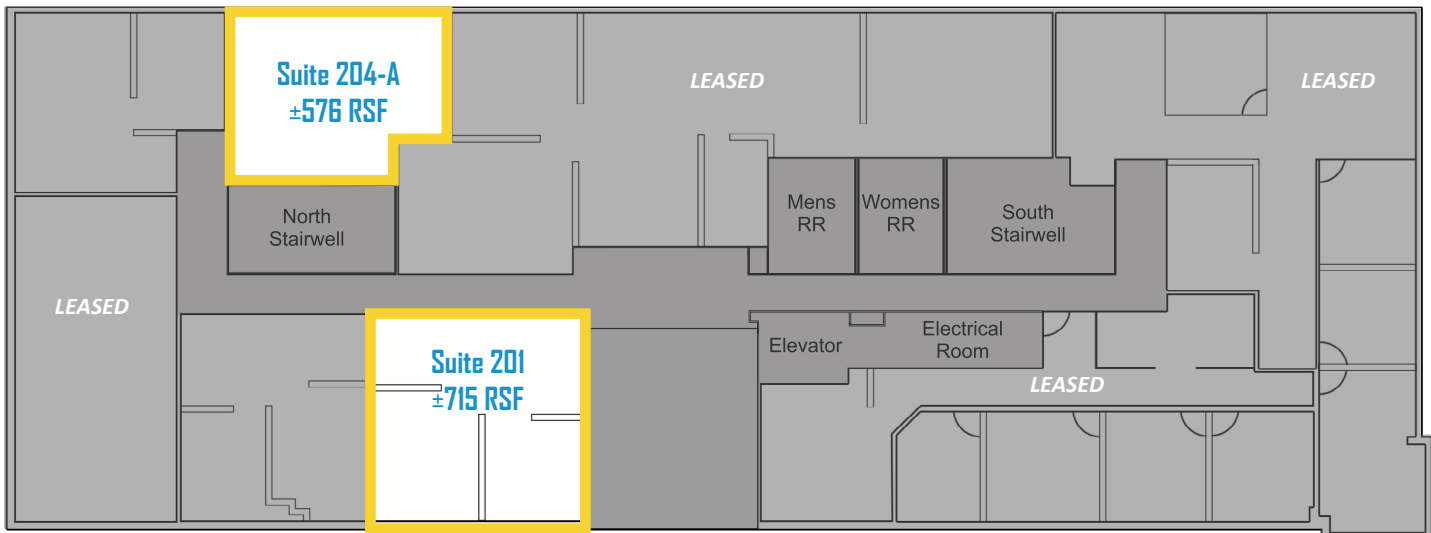 Suite 204-A
±576 RSF
LEASED
LEASED
North
Stairwell
Mens
RR
Womens
RR
South
Stairwell
LEASED
Suite 201
±715 RSF
Elevator
Electrical
Room
LEASED